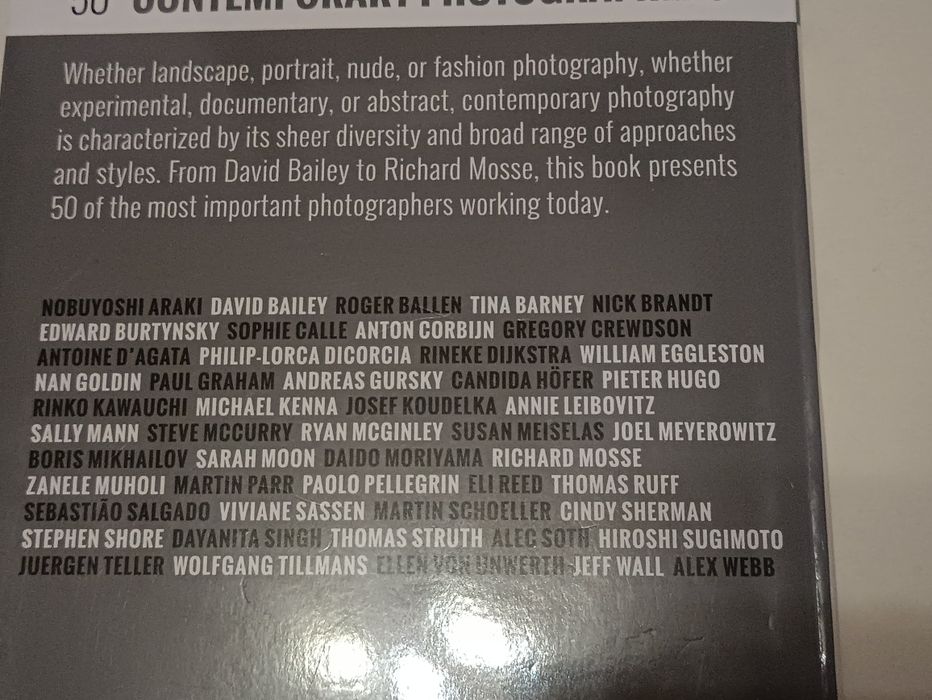 50 CONTEMPORARY PHOTOGRAPHERS
Whether landscape, portrait, nude, or fashion photography, whether
experimental, documentary, or abstract, contemporary photography
is characterized by its sheer diversity and broad range of approaches
and styles. From David Bailey to Richard Mosse, this book presents
50 of the most important photographers working today.
NOBUYOSHI ARAKI DAVID BAILEY ROGER BALLEN TINA BARNEY NICK BRANDT
EDWARD BURTYNSKY SOPHIE CALLE ANTON CORBIJN GREGORY CREWDSON
ANTOINE D'AGATA PHILIP-LORCA DICORCIA RINEKE DIJKSTRA WILLIAM EGGLESTON
NAN GOLDIN PAUL GRAHAM ANDREAS GURSKY CANDIDA HÖFER PIETER HUGO
RINKO KAWAUCHI MICHAEL KENNA JOSEF KOUDELKA ANNIE LEIBOVITZ
SALLY MANN STEVE MCCURRY RYAN MCGINLEY SUSAN MEISELAS JOEL MEYEROWITZ
BORIS MIKHAILOV SARAH MOON DAIDO MORIYAMA RICHARD MOSSE
ZANELE MUHOLI MARTIN PARR PAOLO PELLEGRIN ELI REED THOMAS RUFF
SEBASTIÃO SALGADO VIVIANE SASSEN MARTIN SCHOELLER CINDY SHERMAN
STEPHEN SHORE DAYANITA SINGH THOMAS STRUTH ALEC SOTH HIROSHI SUGIMOTO
JUERGEN TELLER WOLFGANG TILLMANS ELLEN VON UNWERTH JEFF WALL ALEX WEBB